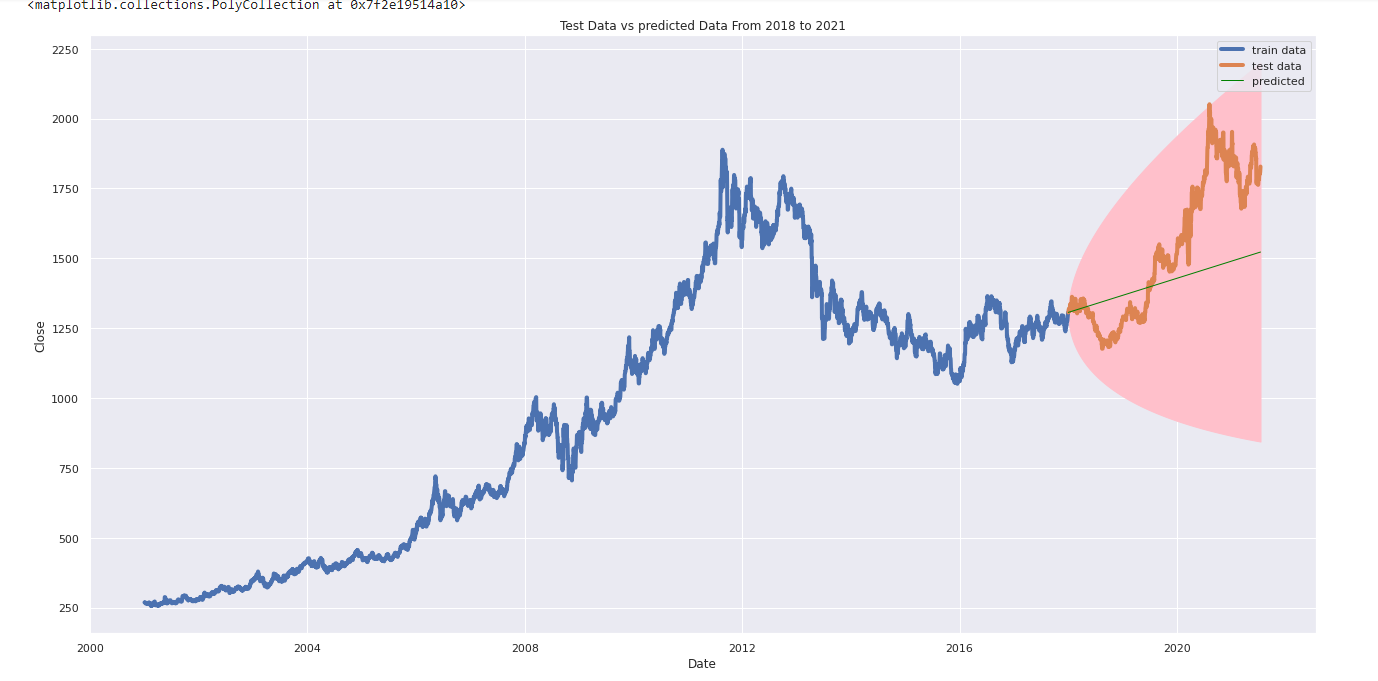 <matplotlib.collections.PolyCollection at 0x7f2e19514a10>
Test Data vs predicted Data From 2018 to 2021
train data
test data
predicted
2250
2000
1750
1500
1250
1000
750
500
250
Close
2000 2004 2008 2012 2016 2020
Date